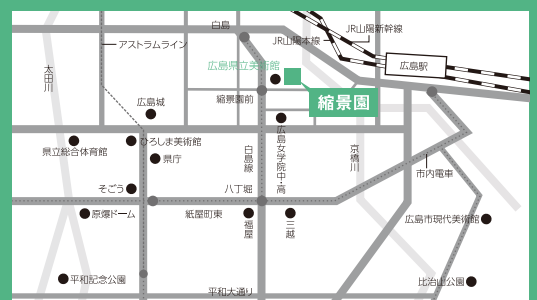 白島
JR山陽新幹線
アストラムライン
JR山陽本線
広島県立美術館
広島駅
太田川
広島城
縮景園前
縮景園
ひろしま美術館
県立総合体育館
県庁
白島線
広島女学院中高
京橋川
市内電車
そごう
八丁堀
原爆ドーム
紙屋町東
福屋
三越
広島市現代美術館
平和記念公園
比治山公園
平和大通り